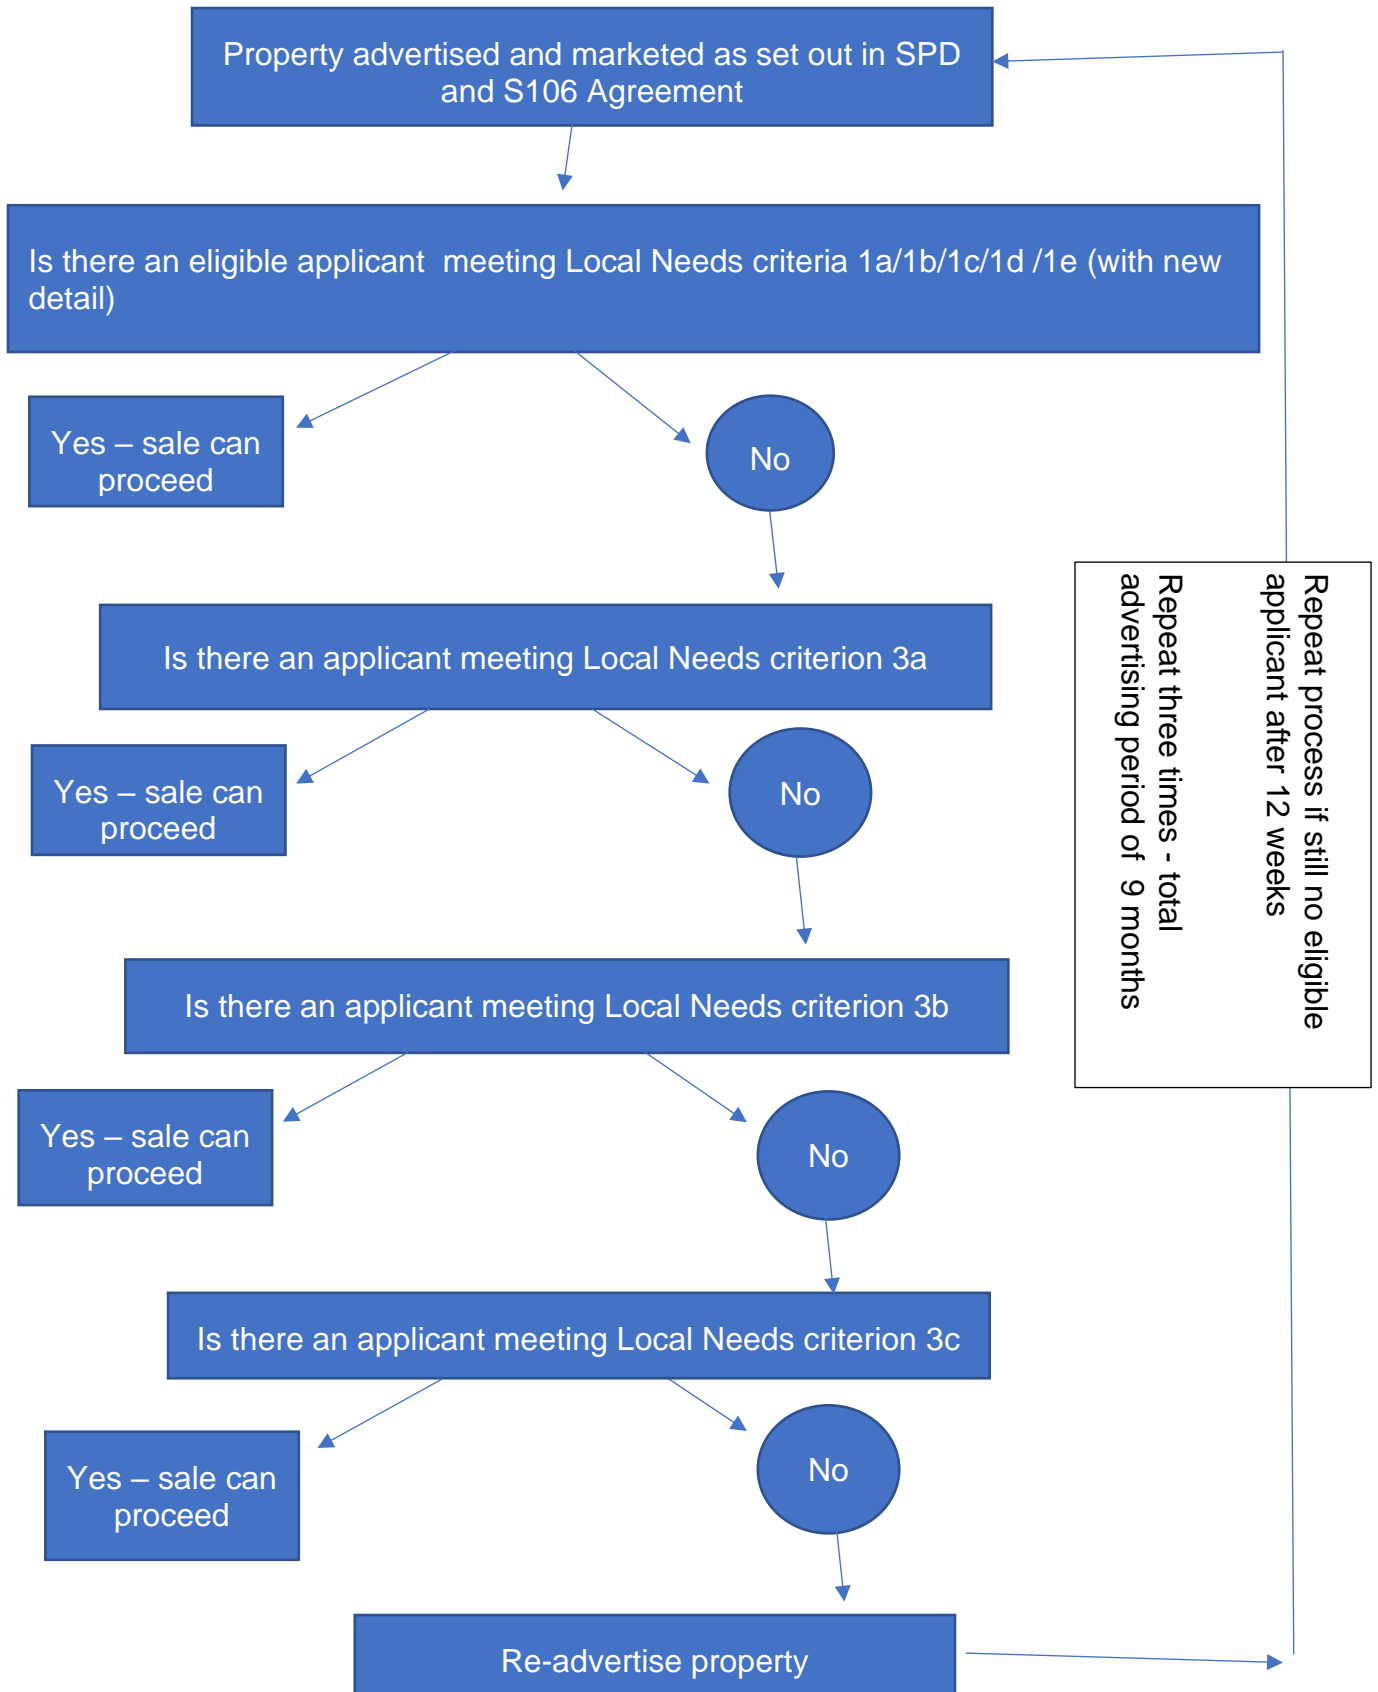 Property advertised and marketed as set out in SPD
and S106 Agreement
Is there an eligible applicant  meeting Local Needs criteria 1a/1b/1c/1d /1e (with new
detail)
Yes – sale can
proceed
No
Is there an applicant meeting Local Needs criterion 3a
Yes – sale can
proceed
No
Is there an applicant meeting Local Needs criterion 3b
Yes – sale can
proceed
No
Is there an applicant meeting Local Needs criterion 3c
Yes – sale can
proceed
No
Re-advertise property
Repeat process if still no eligible
applicant after 12 weeks
Repeat three times - total
advertising period of  9 months